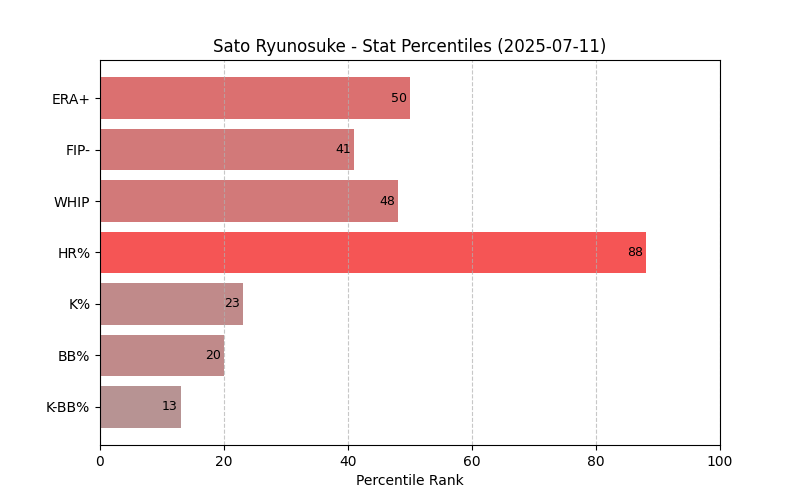 Sato Ryunosuke - Stat Percentiles (2025-07-11)
ERA+ 50
FIP- 41
WHIP 48
HR% 88
K% 23
BB% 20
K-BB% 13
0 20 40 60 80 100
Percentile Rank